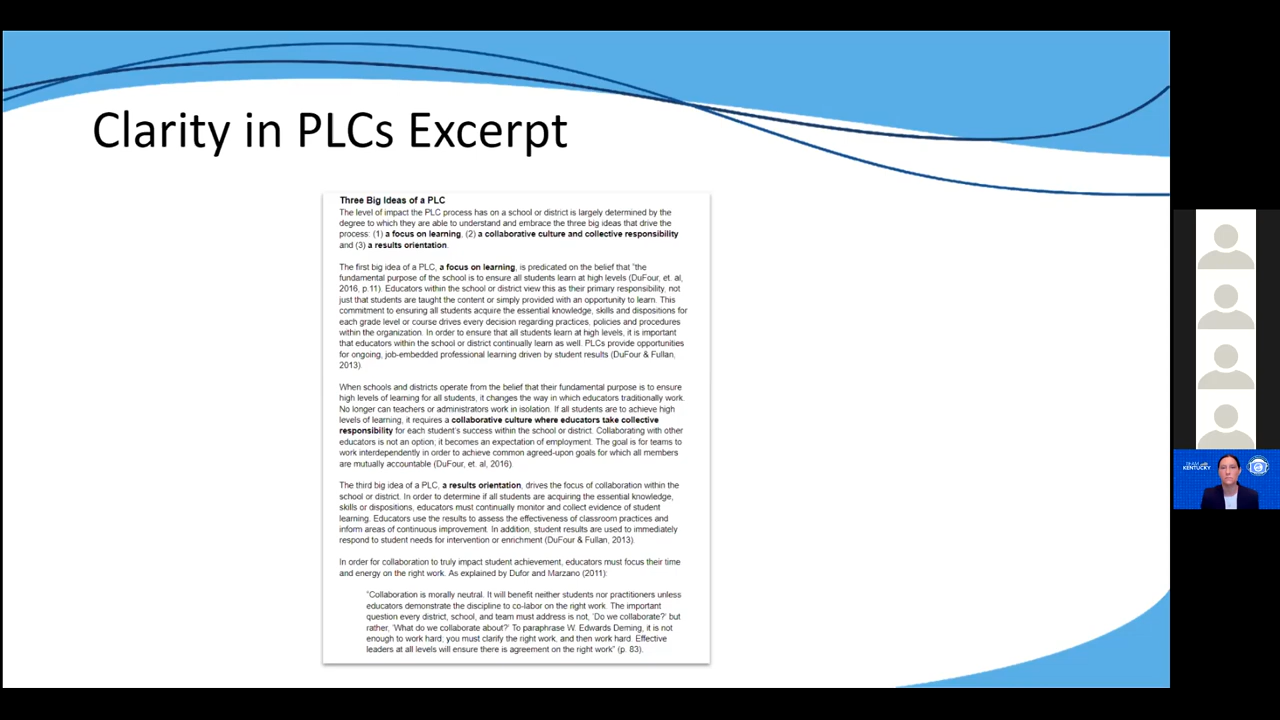 Clarity in PLCs Excerpt
Three Big Ideas of a PLC
The level of impact the PLC process has on a school or district is largely determined by the
degree to which they are able to understand and embrace the three big ideas that drive the
process: (1) a focus on learning, (2) a collaborative culture and collective responsibility
and (3) a results orientation.
The first big idea of a PLC, a focus on learning, is predicated on the belief that “the
fundamental purpose of the school is to ensure all students learn at high levels (DuFour, et. al,
2016, p.11). Educators within the school or district view this as their primary responsibility, not
just that students are taught the content or simply provided with an opportunity to learn. This
commitment to ensuring all students acquire the essential knowledge, skills and dispositions for
each grade level or course drives every decision regarding practices, policies and procedures
within the organization. In order to ensure that all students learn at high levels, it is important
that educators within the school or district continually learn as well. PLCs provide opportunities
for ongoing, job-embedded professional learning driven by student results (DuFour & Fullan,
2013).
When schools and districts operate from the belief that their fundamental purpose is to ensure
high levels of learning for all students, it changes the way in which educators traditionally work.
No longer can teachers or administrators work in isolation. If all students are to achieve high
levels of learning, it requires a collaborative culture where educators take collective
responsibility for each student's success within the school or district. Collaborating with other
educators is not an option; it becomes an expectation of employment. The goal is for teams to
work interdependently in order to achieve common agreed-upon goals for which all members
are mutually accountable (DuFour, et. al, 2016).
The third big idea of a PLC, a results orientation, drives the focus of collaboration within the
school or district. In order to determine if all students are acquiring the essential knowledge,
skills or dispositions, educators must continually monitor and collect evidence of student
learning. Educators use the results to assess the effectiveness of classroom practices and
inform areas of continuous improvement. In addition, student results are used to immediately
respond to student needs for intervention or enrichment (DuFour & Fullan, 2013).
In order for collaboration to truly impact student achievement, educators must focus their time
and energy on the right work. As explained by Dufor and Marzano (2011):
“Collaboration is morally neutral. It will benefit neither students nor practitioners unless
educators demonstrate the discipline to co-labor on the right work. The important
question every district, school, and team must address is not, ‘Do we collaborate?’ but
rather, ‘What do we collaborate about?’ To paraphrase W. Edwards Deming, it is not
enough to work hard; you must clarify the right work, and then work hard. Effective
leaders at all levels will ensure there is agreement on the right work” (p. 83).
TEAM
KENTUCKY